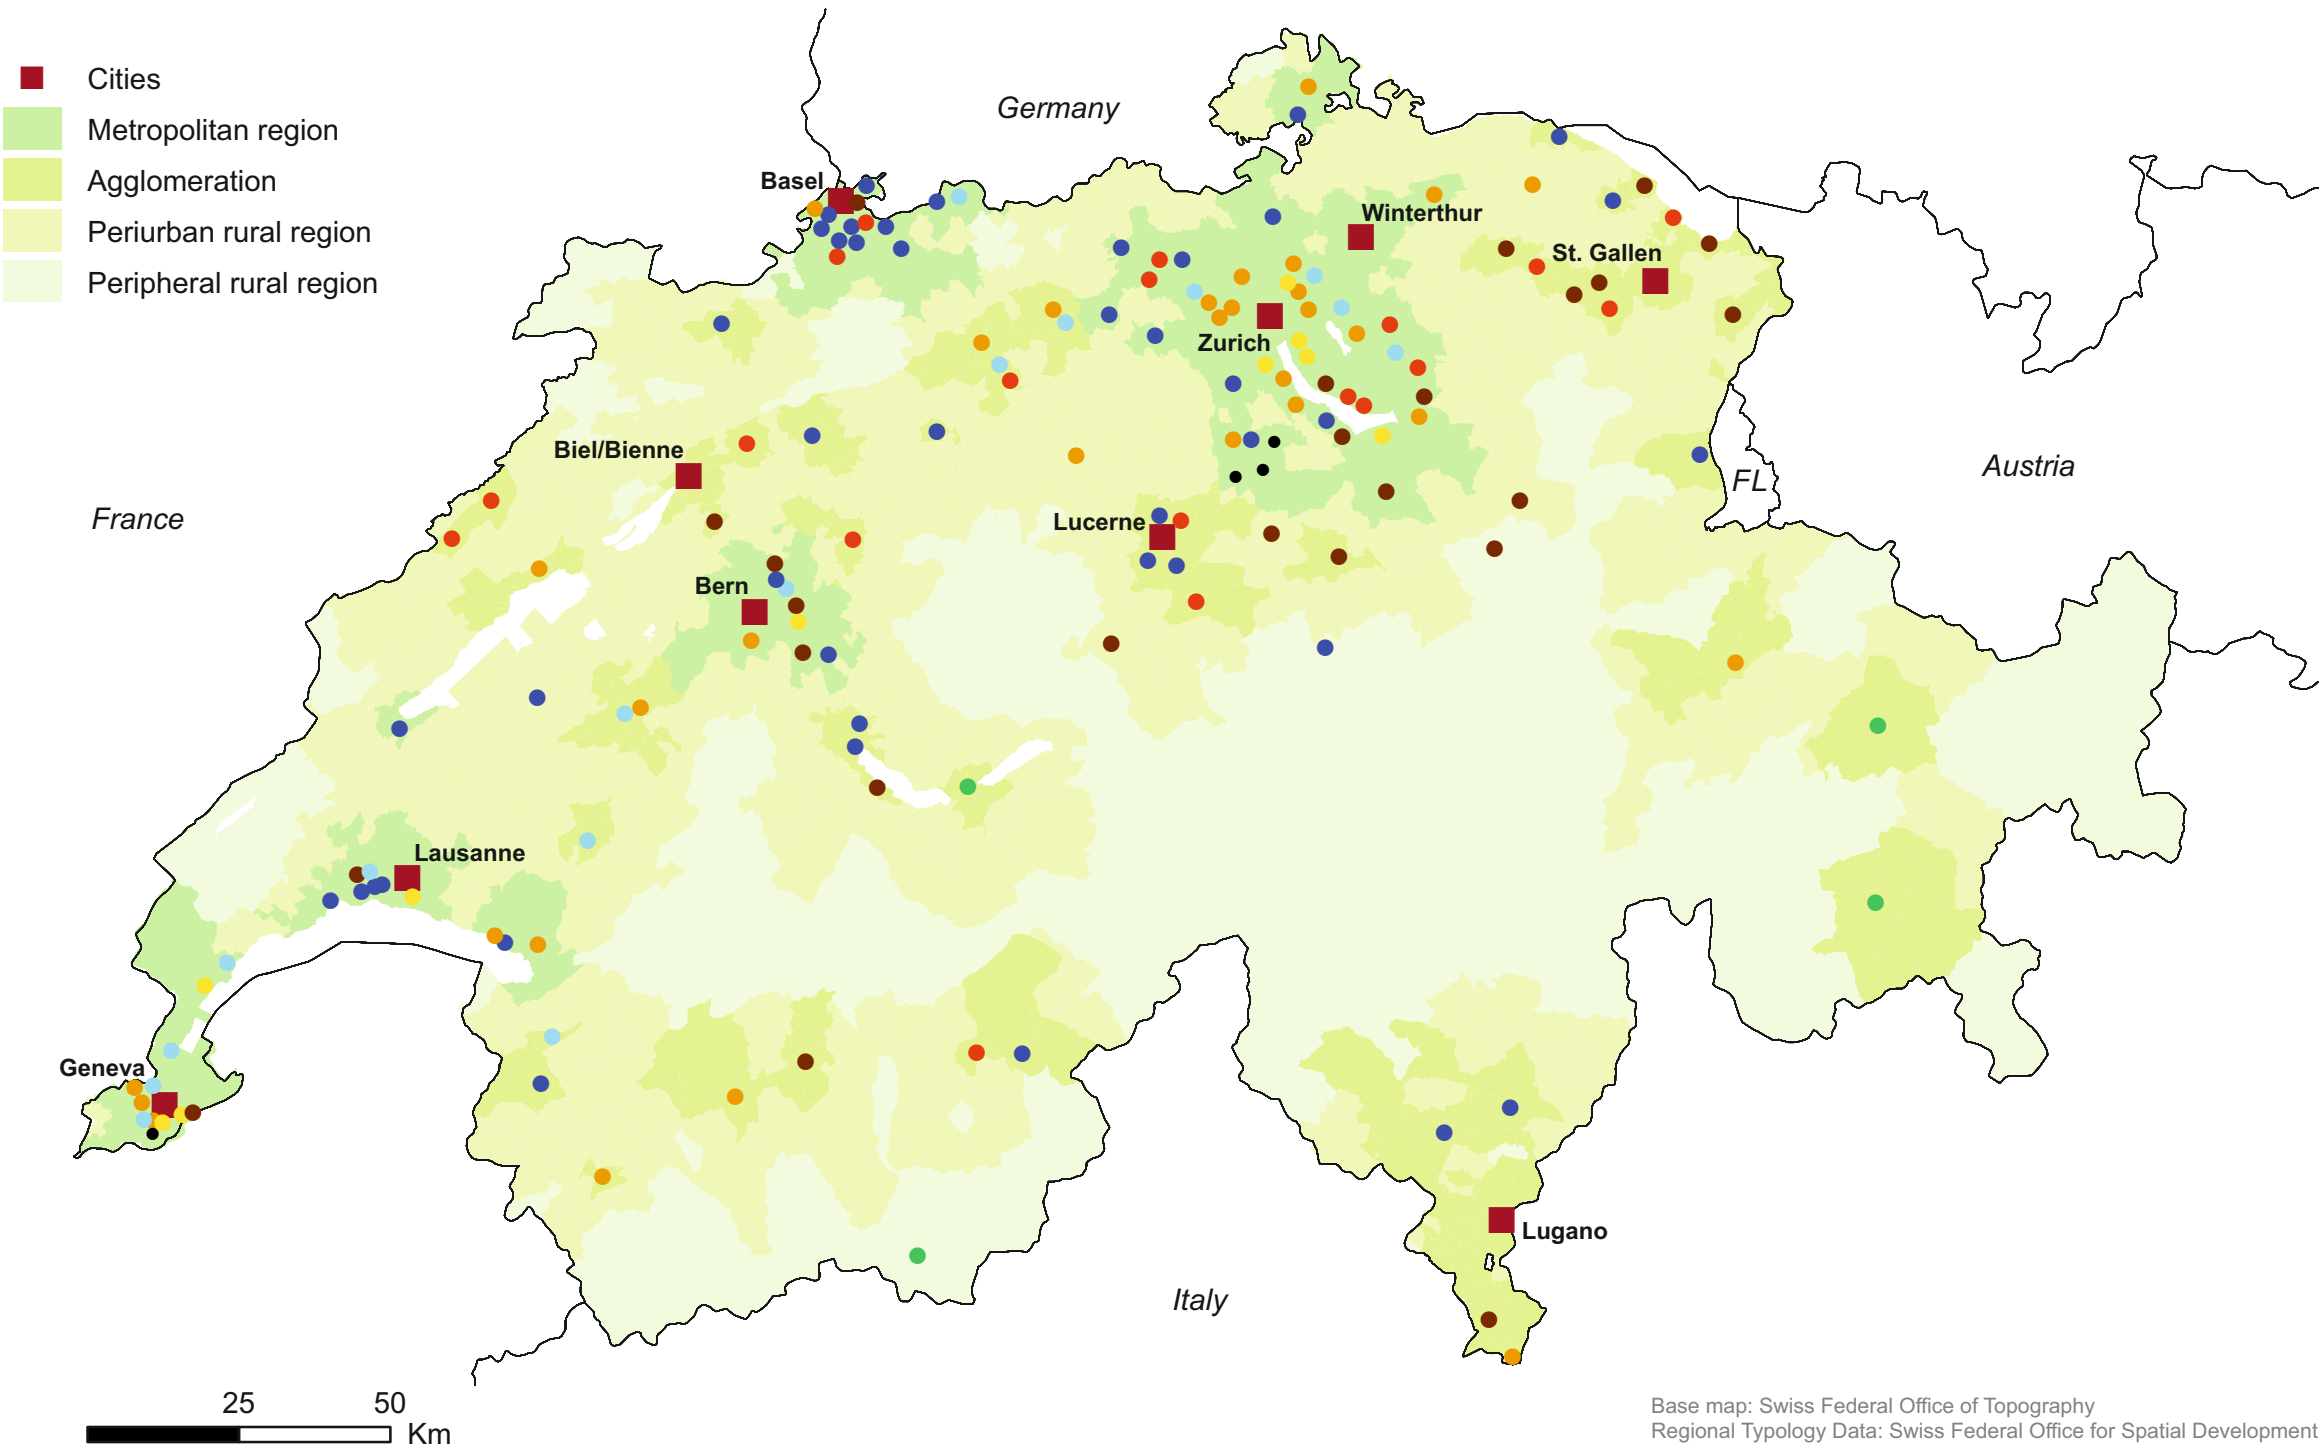 Cities
Metropolitan region
Agglomeration
Periurban rural region
Peripheral rural region
Germany
Basel
Winterthur
St. Gallen
Zurich
Biel/Bienne
France
FL
Austria
Lucerne
Bern
Lausanne
Geneva
Lugano
Italy
25 50
Km
Base map: Swiss Federal Office of Topography
Regional Typology Data: Swiss Federal Office for Spatial Development